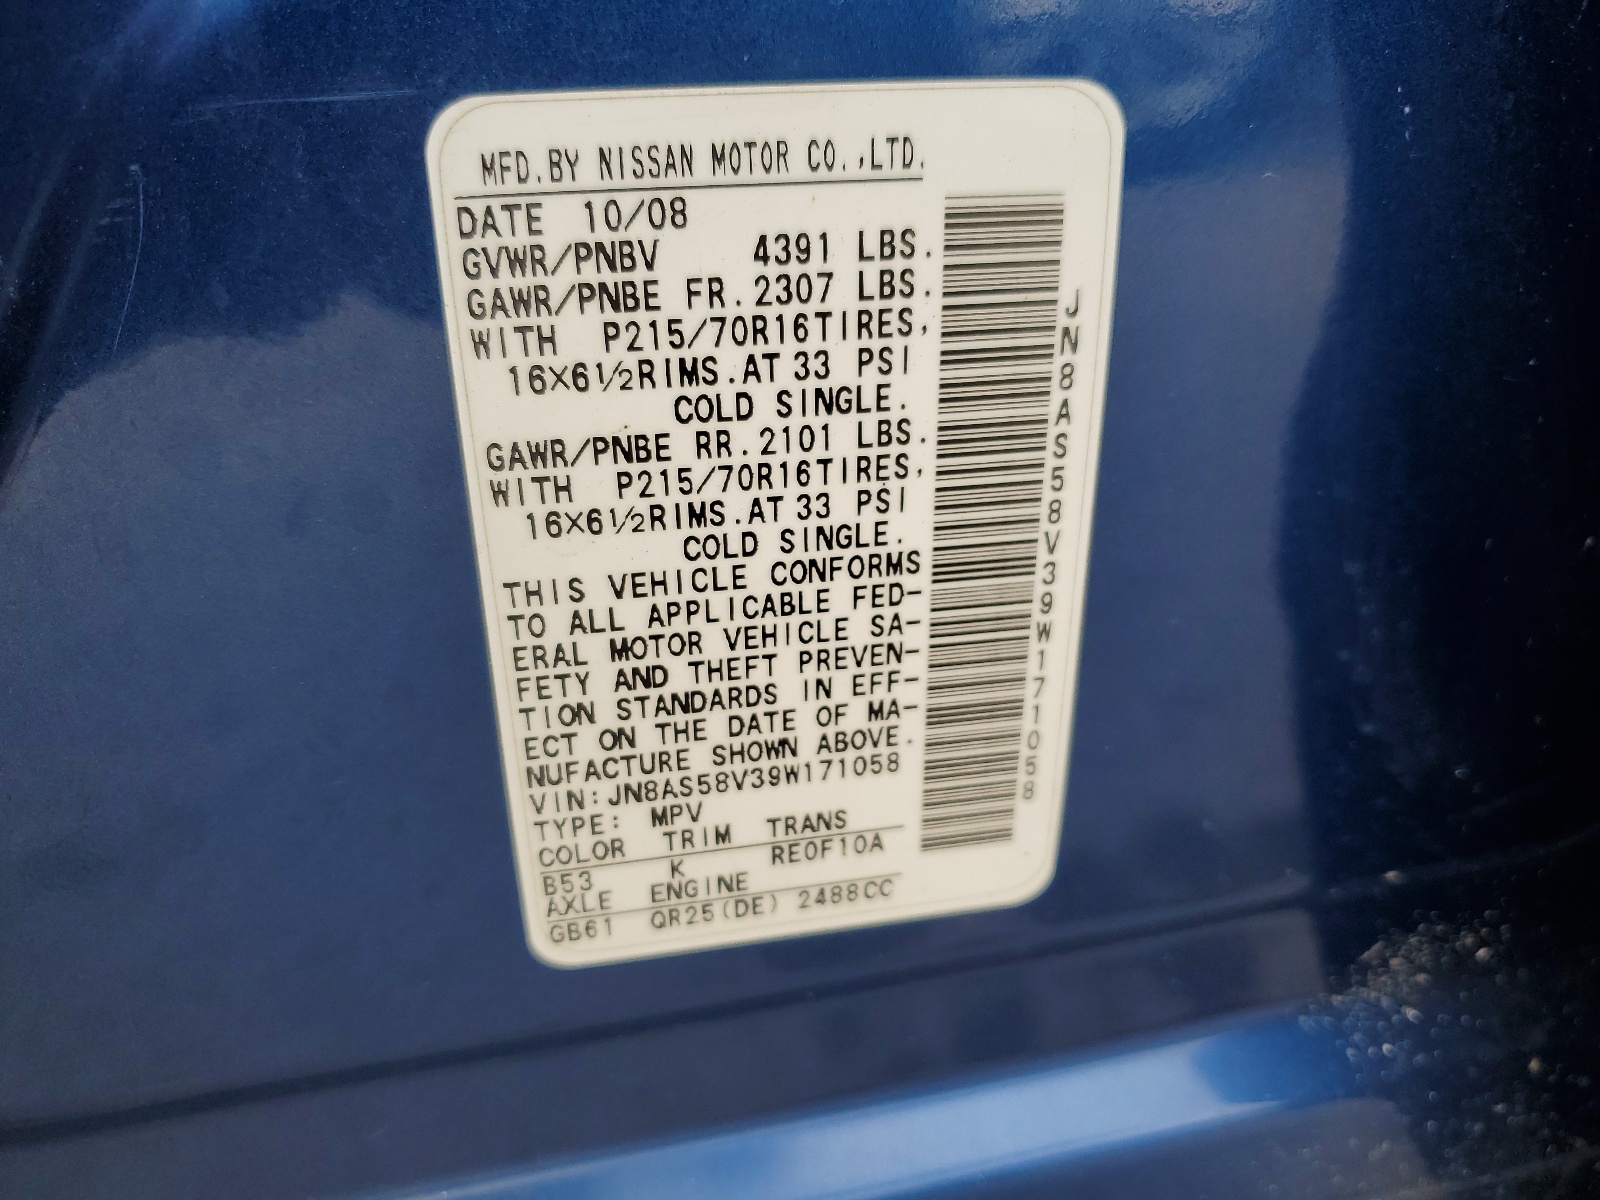 MFD. BY NISSAN MOTOR CO.,LTD.
DATE 10/08
GVWR/PNBV 4391 LBS.
GAWR/PNBE FR. 2307 LBS.
WITH P215/70R16TIRES,
16X6½RIMS. AT 33 PSI
COLD SINGLE.
GAWR/PNBE RR. 2101 LBS.
WITH P215/70R16TIRES,
16X6½RIMS. AT 33 PSI
COLD SINGLE.
THIS VEHICLE CONFORMS
TO ALL APPLICABLE FED-
ERAL MOTOR VEHICLE SA-
FETY AND THEFT PREVEN-
TION STANDARDS IN EFF-
ECT ON THE DATE OF MA-
NUFACTURE SHOWN ABOVE.
VIN: JN8AS58V39W171058
TYPE: MPV
COLOR TRIM TRANS
B53 K RE0F10A
AXLE ENGINE
GB61 QR25(DE) 2488CC
JN8AS58V39W171058